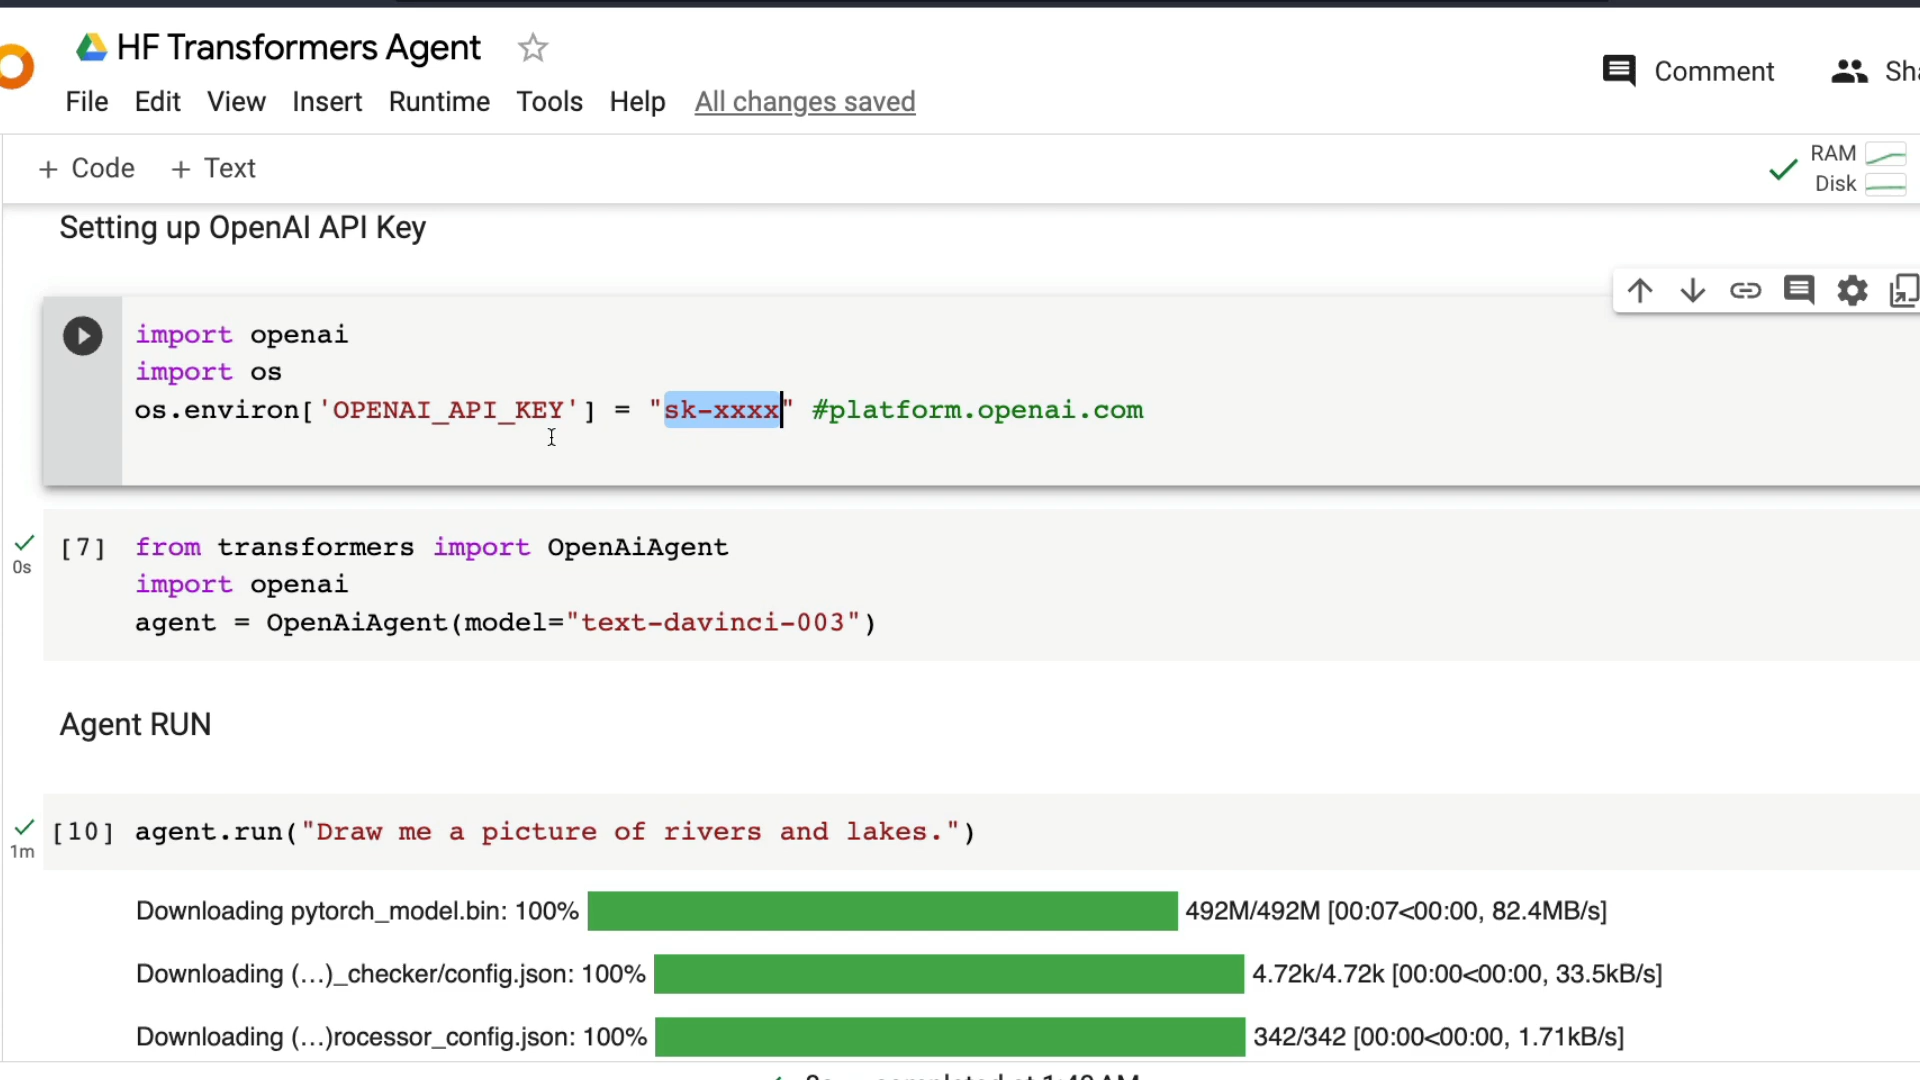 HF Transformers Agent
Comment
File Edit View Insert Runtime Tools Help All changes saved
+ Code + Text
RAM
Disk
Setting up OpenAI API Key
import openai
import os
os.environ['OPENAI_API_KEY'] = "sk-xxxx" #platform.openai.com
[7] from transformers import OpenAiAgent
0s
import openai
agent = OpenAiAgent(model="text-davinci-003")
Agent RUN
[10] agent.run("Draw me a picture of rivers and lakes.")
1m
Downloading pytorch_model.bin: 100% 492M/492M [00:07<00:00, 82.4MB/s]
Downloading (…)_checker/config.json: 100% 4.72k/4.72k [00:00<00:00, 33.5kB/s]
Downloading (…)rocessor_config.json: 100% 342/342 [00:00<00:00, 1.71kB/s]